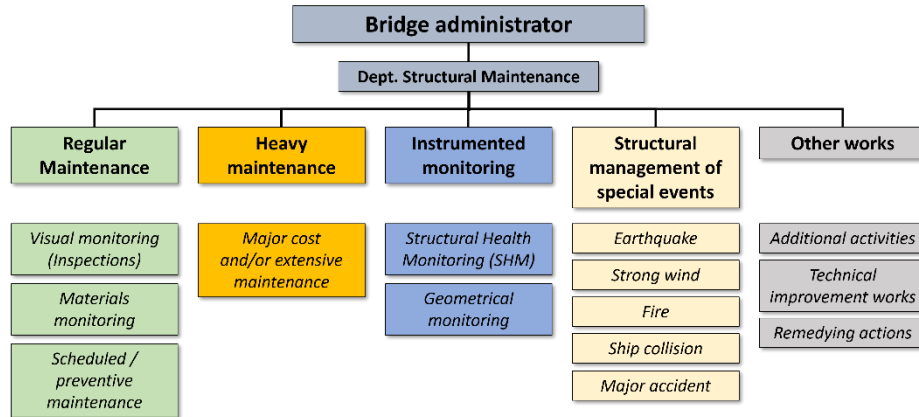 Bridge administrator
Dept. Structural Maintenance
Regular
Maintenance
Heavy
maintenance
Instrumented
monitoring
Structural
management of
special events
Other works
Visual monitoring
(Inspections)
Materials
monitoring
Scheduled /
preventive
maintenance
Major cost
and/or extensive
maintenance
Structural Health
Monitoring (SHM)
Geometrical
monitoring
Earthquake
Strong wind
Fire
Ship collision
Major accident
Additional activities
Technical
improvement works
Remedying actions